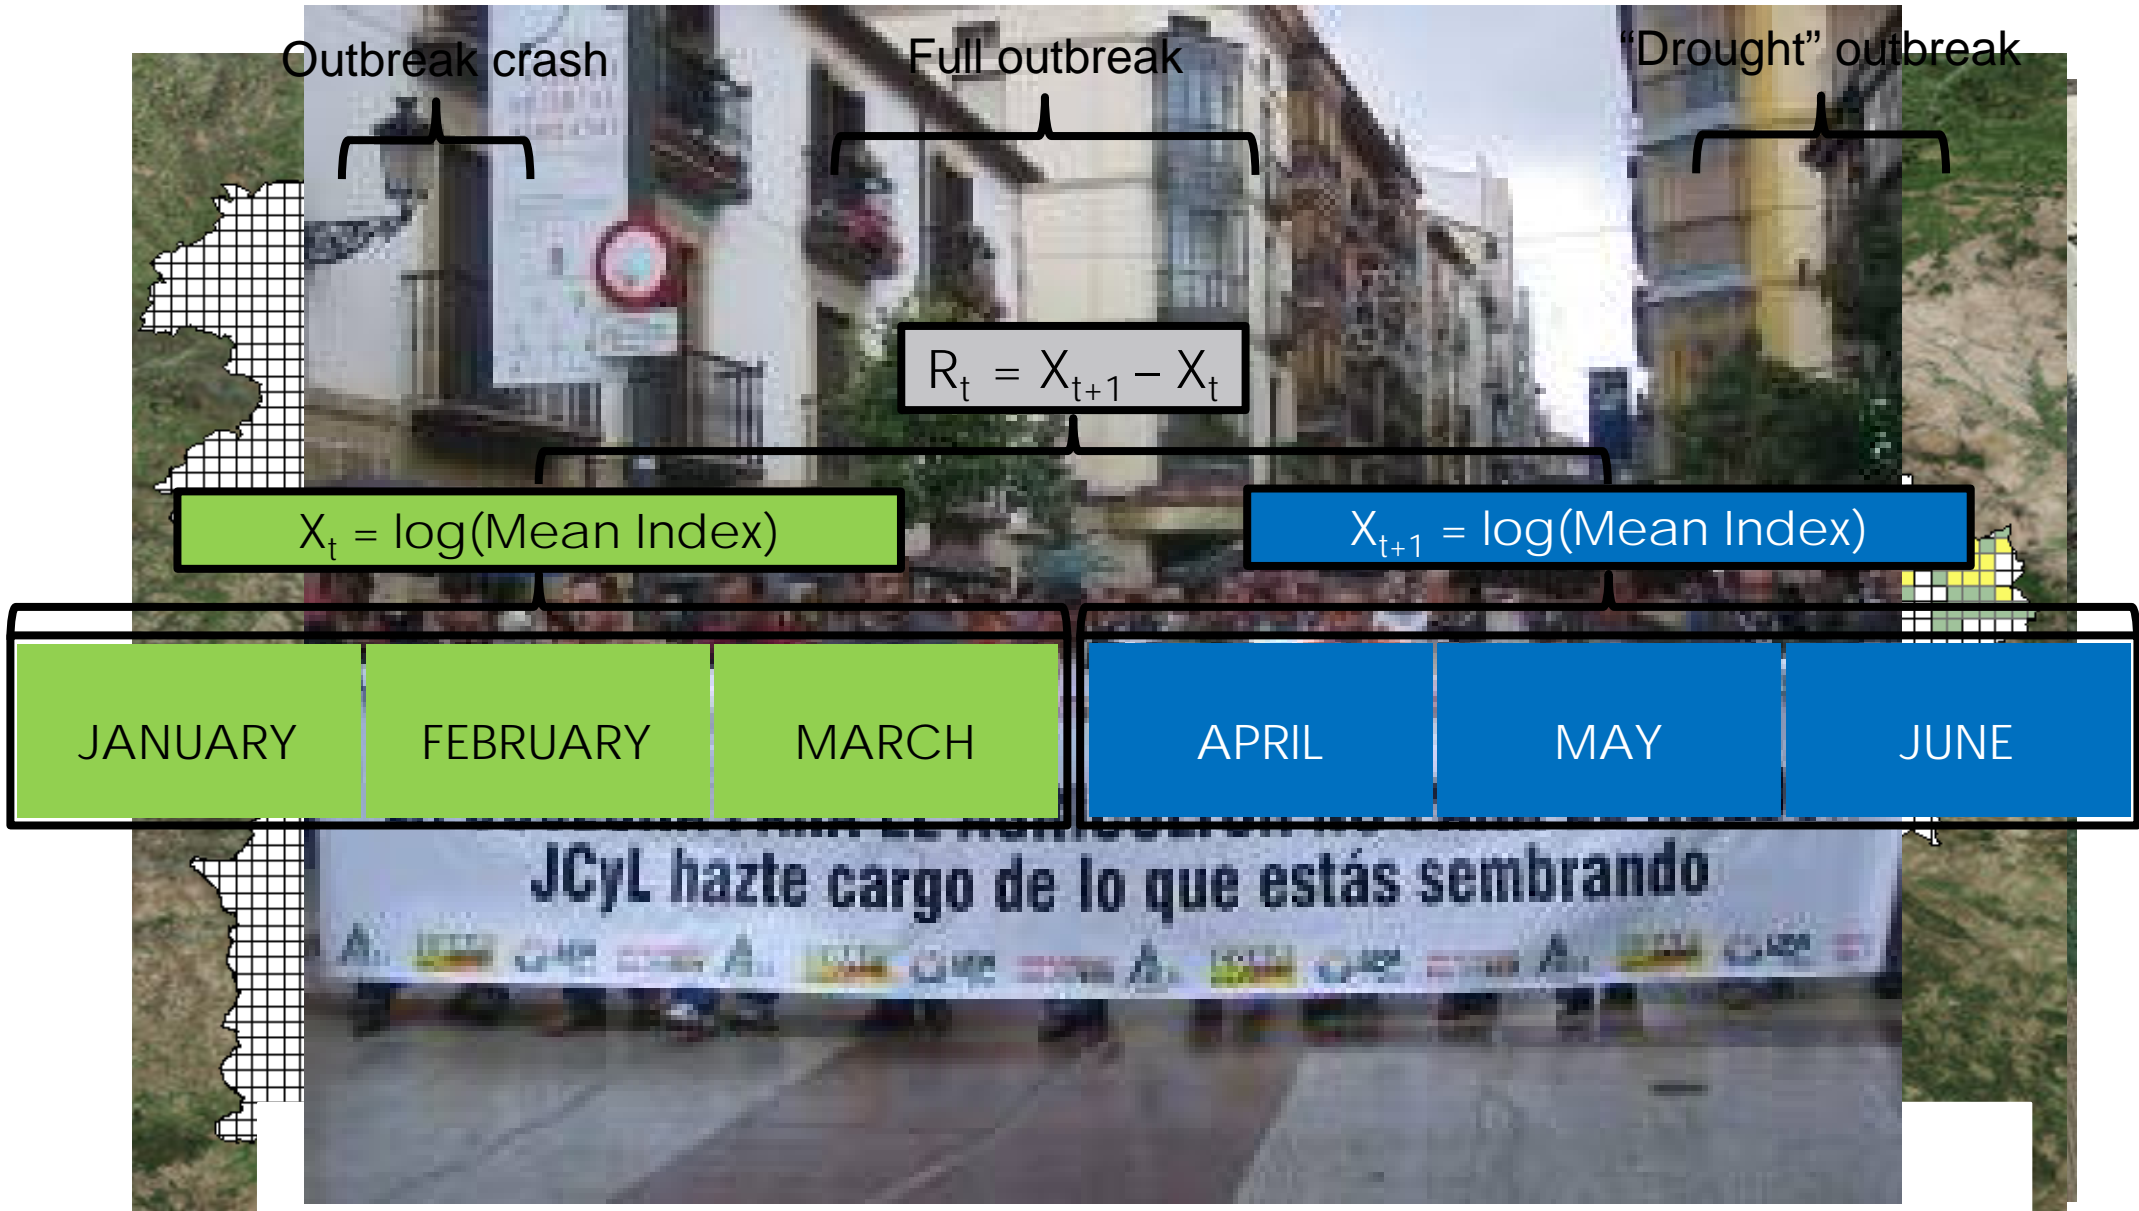 Outbreak crash
Full outbreak
“Drought” outbreak
Rt = Xt+1 – Xt
Xt = log(Mean Index)
Xt+1 = log(Mean Index)
JANUARY
FEBRUARY
MARCH
APRIL
MAY
JUNE
JCyL hazte cargo de lo que estás sembrando